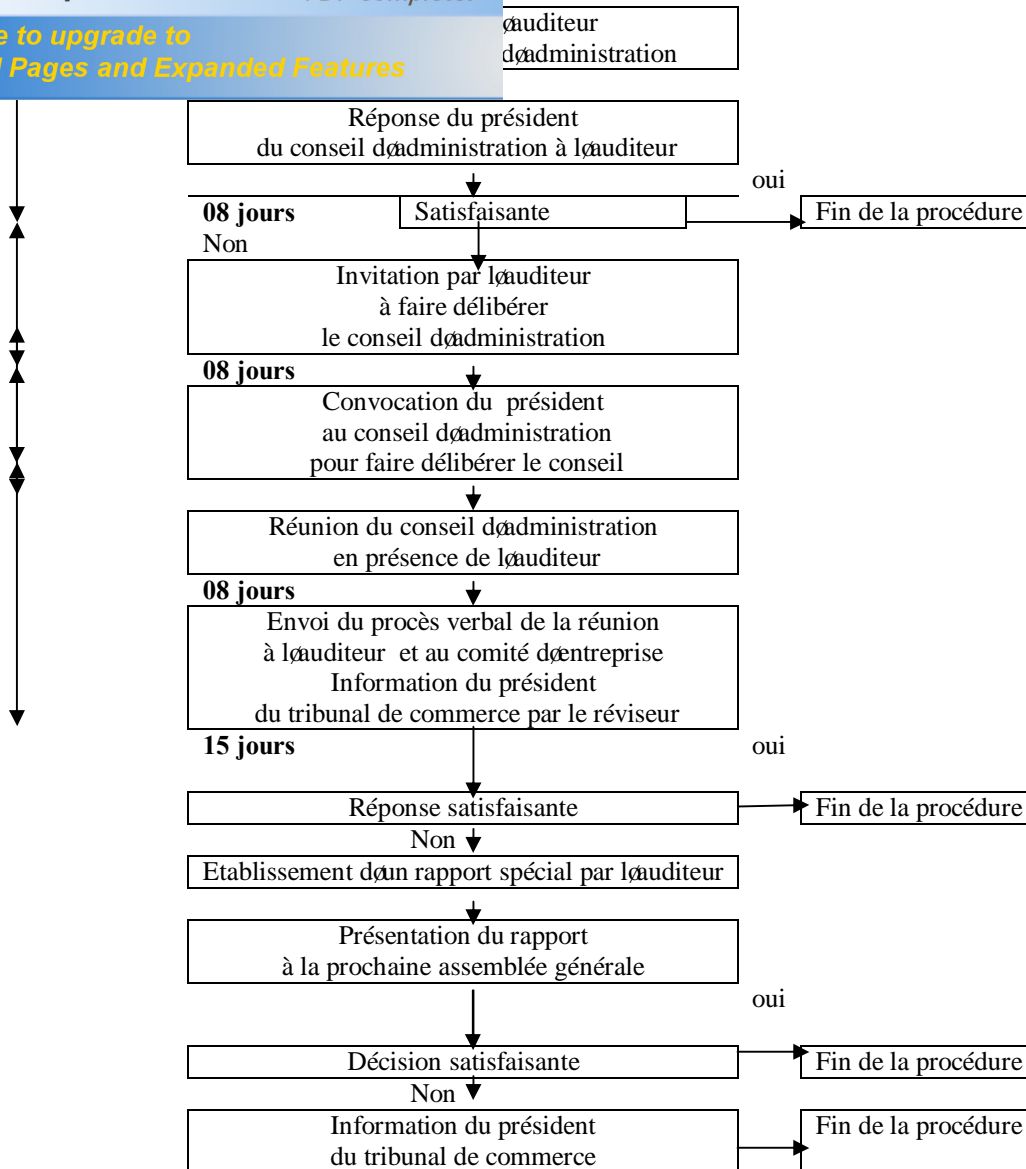 e to upgrade to
Pages and Expanded Features
løauditeur
døadministration
Réponse du président
du conseil døadministration à løauditeur
oui
08 jours Satisfaisante Fin de la procédure
Non
Invitation par løauditeur
à faire délibérer
le conseil døadministration
08 jours
Convocation du président
au conseil døadministration
pour faire délibérer le conseil
Réunion du conseil døadministration
en présence de løauditeur
08 jours
Envoi du procès verbal de la réunion
à løauditeur et au comité døentreprise
Information du président
du tribunal de commerce par le réviseur
15 jours oui
Réponse satisfaisante Fin de la procédure
Non
Etablissement døun rapport spécial par løauditeur
Présentation du rapport
à la prochaine assemblée générale
oui
Décision satisfaisante Fin de la procédure
Non
Information du président Fin de la procédure
du tribunal de commerce